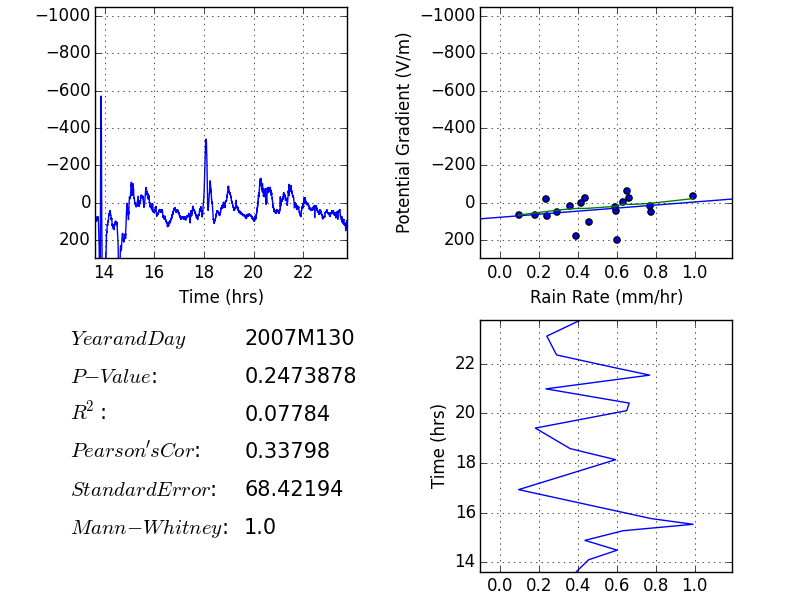 −1000
−800
−600
−400
−200
0
200
14 16 18 20 22
Time (hrs)
Potential Gradient (V/m)
−1000
−800
−600
−400
−200
0
200
0.0 0.2 0.4 0.6 0.8 1.0
Rain Rate (mm/hr)
YearandDay 2007M130
P−Value: 0.2473878
R²: 0.07784
Pearson'sCor: 0.33798
StandardError: 68.42194
Mann−Whitney: 1.0
Time (hrs)
22
20
18
16
14
0.0 0.2 0.4 0.6 0.8 1.0